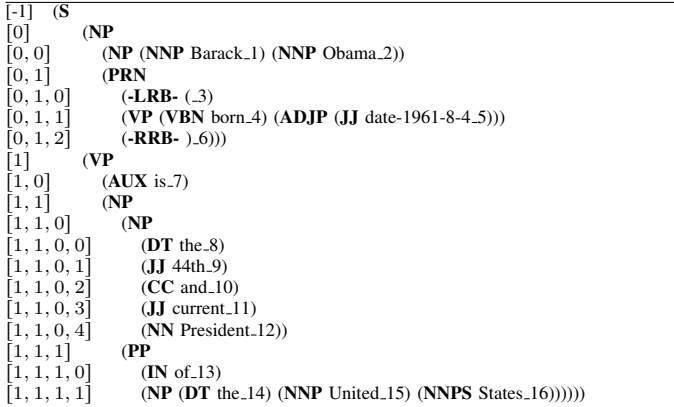 [-1] (S
[0] (NP
[0, 0] (NP (NNP Barack_1) (NNP Obama_2))
[0, 1] (PRN
[0, 1, 0] (-LRB- (_3)
[0, 1, 1] (VP (VBN born_4) (ADJP (JJ date-1961-8-4_5)))
[0, 1, 2] (-RRB- )_6)))
[1] (VP
[1, 0] (AUX is_7)
[1, 1] (NP
[1, 1, 0] (NP
[1, 1, 0, 0] (DT the_8)
[1, 1, 0, 1] (JJ 44th_9)
[1, 1, 0, 2] (CC and_10)
[1, 1, 0, 3] (JJ current_11)
[1, 1, 0, 4] (NN President_12))
[1, 1, 1] (PP
[1, 1, 1, 0] (IN of_13)
[1, 1, 1, 1] (NP (DT the_14) (NNP United_15) (NNPS States_16))))))